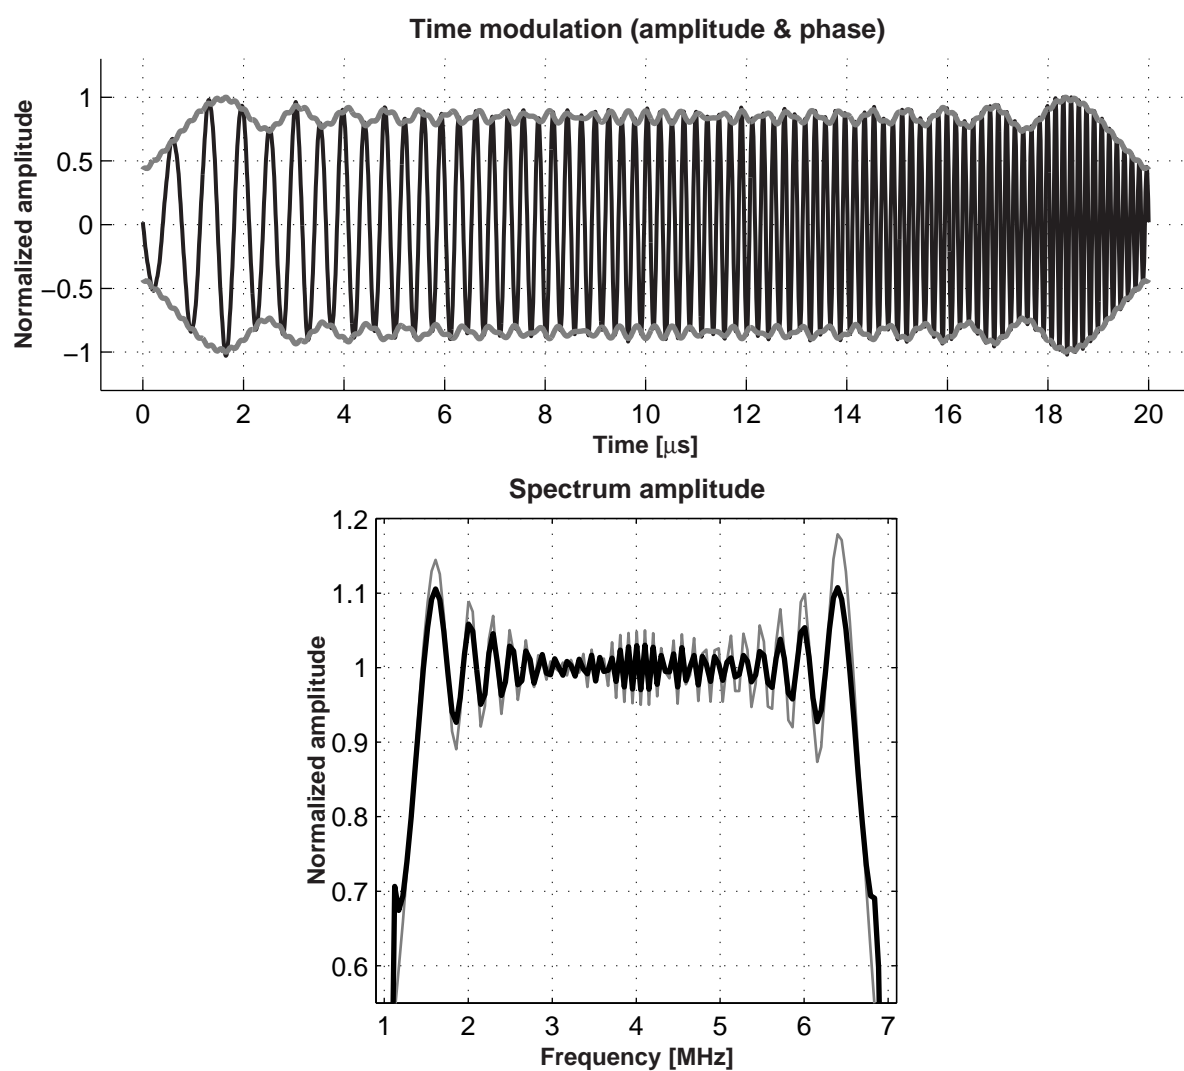 Time modulation (amplitude & phase)
Normalized amplitude
1
0.5
0
−0.5
−1
0 2 4 6 8 10 12 14 16 18 20
Time [μs]
Spectrum amplitude
Normalized amplitude
1.2
1.1
1
0.9
0.8
0.7
0.6
1 2 3 4 5 6 7
Frequency [MHz]